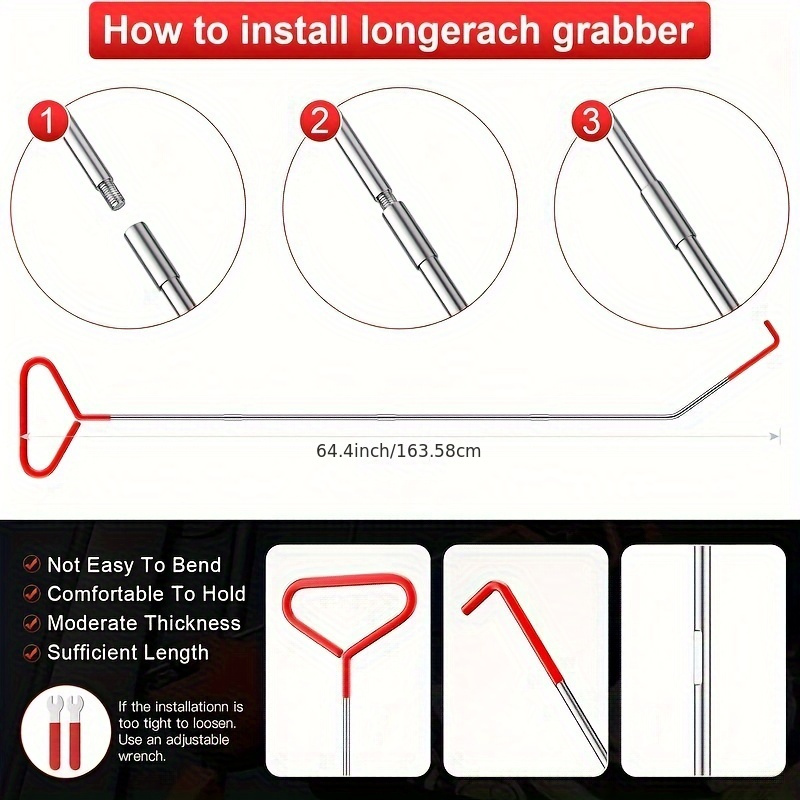 How to install longerach grabber
1
2
3
64.4inch/163.58cm
Not Easy To Bend
Comfortable To Hold
Moderate Thickness
Sufficient Length
If the installationn is
too tight to loosen.
Use an adjustable
wrench.